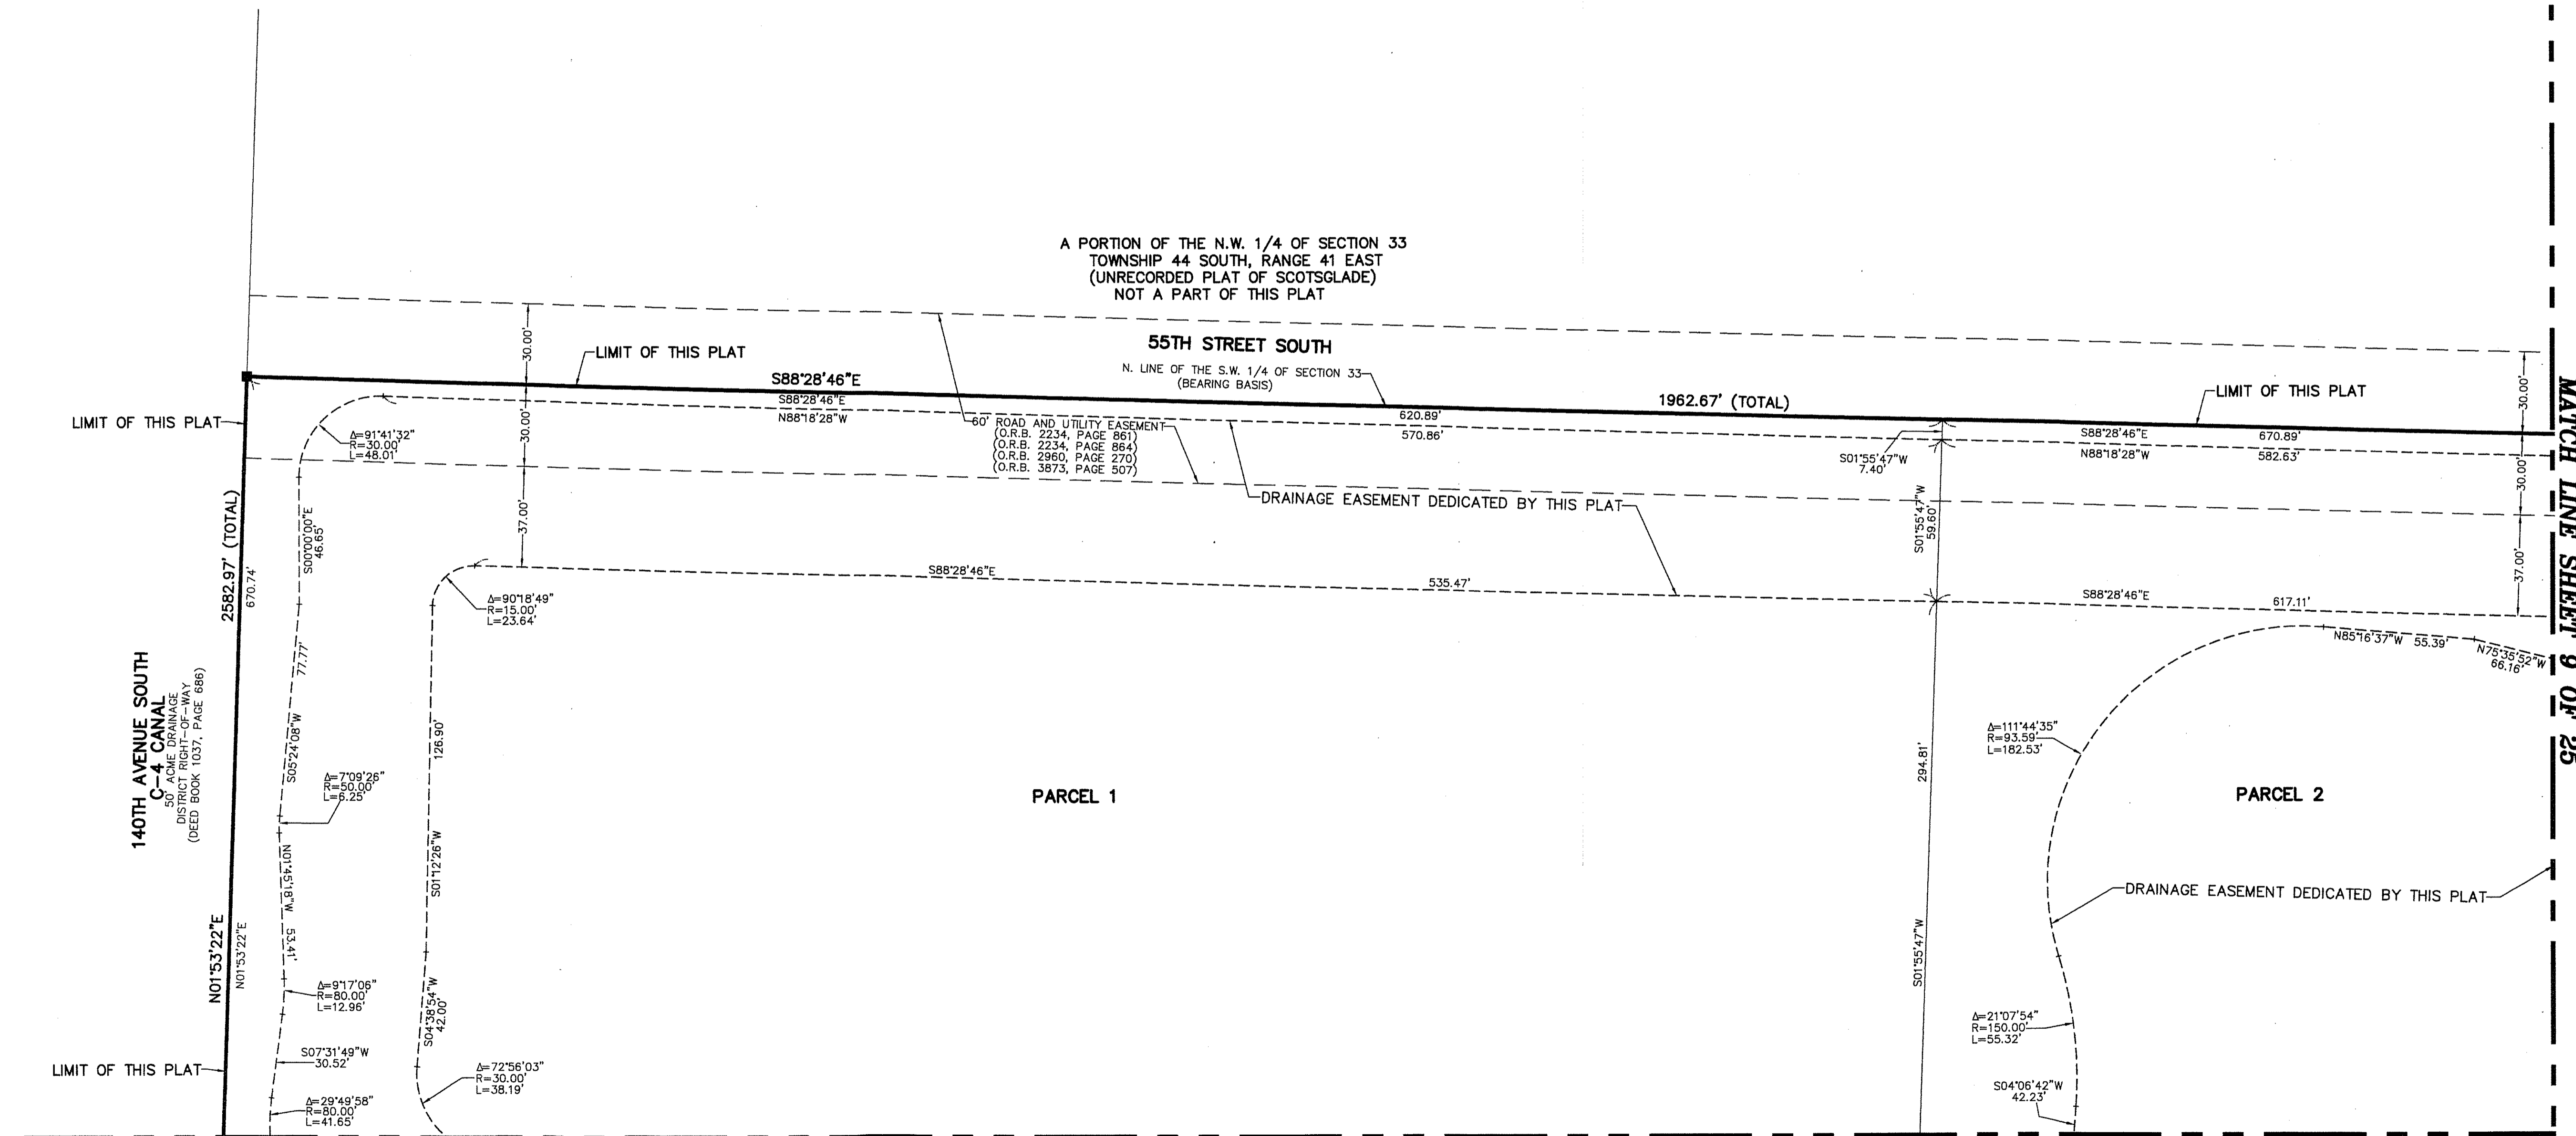 A PORTION OF THE N.W. 1/4 OF SECTION 33
TOWNSHIP 44 SOUTH, RANGE 41 EAST
(UNRECORDED PLAT OF SCOTSGLADE)
NOT A PART OF THIS PLAT
30.00'
LIMIT OF THIS PLAT
55TH STREET SOUTH
N. LINE OF THE S.W. 1/4 OF SECTION 33
(BEARING BASIS)
S88°28'46"E
1962.67' (TOTAL)
LIMIT OF THIS PLAT
30.00'
MATCH LINE SHEET 9 OF 25
LIMIT OF THIS PLAT
S88°28'46"E
620.89'
N88°18'28"W
570.86'
S88°28'46"E
670.89'
N88°18'28"W
582.63'
Δ=91°41'32"
R=30.00'
L=48.01'
30.00'
60' ROAD AND UTILITY EASEMENT
(O.R.B. 2234, PAGE 861)
(O.R.B. 2234, PAGE 864)
(O.R.B. 2960, PAGE 270)
(O.R.B. 3873, PAGE 507)
S01°55'47"W
7.40'
30.00'
DRAINAGE EASEMENT DEDICATED BY THIS PLAT
S01°55'47"W
59.60'
37.00'
37.00'
2582.97' (TOTAL)
670.74'
S00°00'00"E
46.65'
S88°28'46"E
535.47'
S88°28'46"E
617.11'
Δ=90°18'49"
R=15.00'
L=23.64'
N85°16'37"W 55.39'
N75°35'52"W
66.16'
77.77'
S05°24'08"W
126.90'
S01°12'26"W
140TH AVENUE SOUTH
C-4 CANAL
50' ACME DRAINAGE
DISTRICT RIGHT-OF-WAY
(DEED BOOK 1037, PAGE 686)
Δ=7°09'26"
R=50.00'
L=6.25'
PARCEL 1
294.81'
S01°55'47"W
Δ=111°44'35"
R=93.59'
L=182.53'
PARCEL 2
DRAINAGE EASEMENT DEDICATED BY THIS PLAT
N01°45'18"W 53.41'
N01°53'22"E
N01°53'22"E
Δ=9°17'06"
R=80.00'
L=12.96'
S04°38'54"W
42.00'
Δ=21°07'54"
R=150.00'
L=55.32'
S07°31'49"W
30.52'
LIMIT OF THIS PLAT
Δ=72°56'03"
R=30.00'
L=38.19'
S04°06'42"W
42.23'
Δ=29°49'58"
R=80.00'
L=41.65'